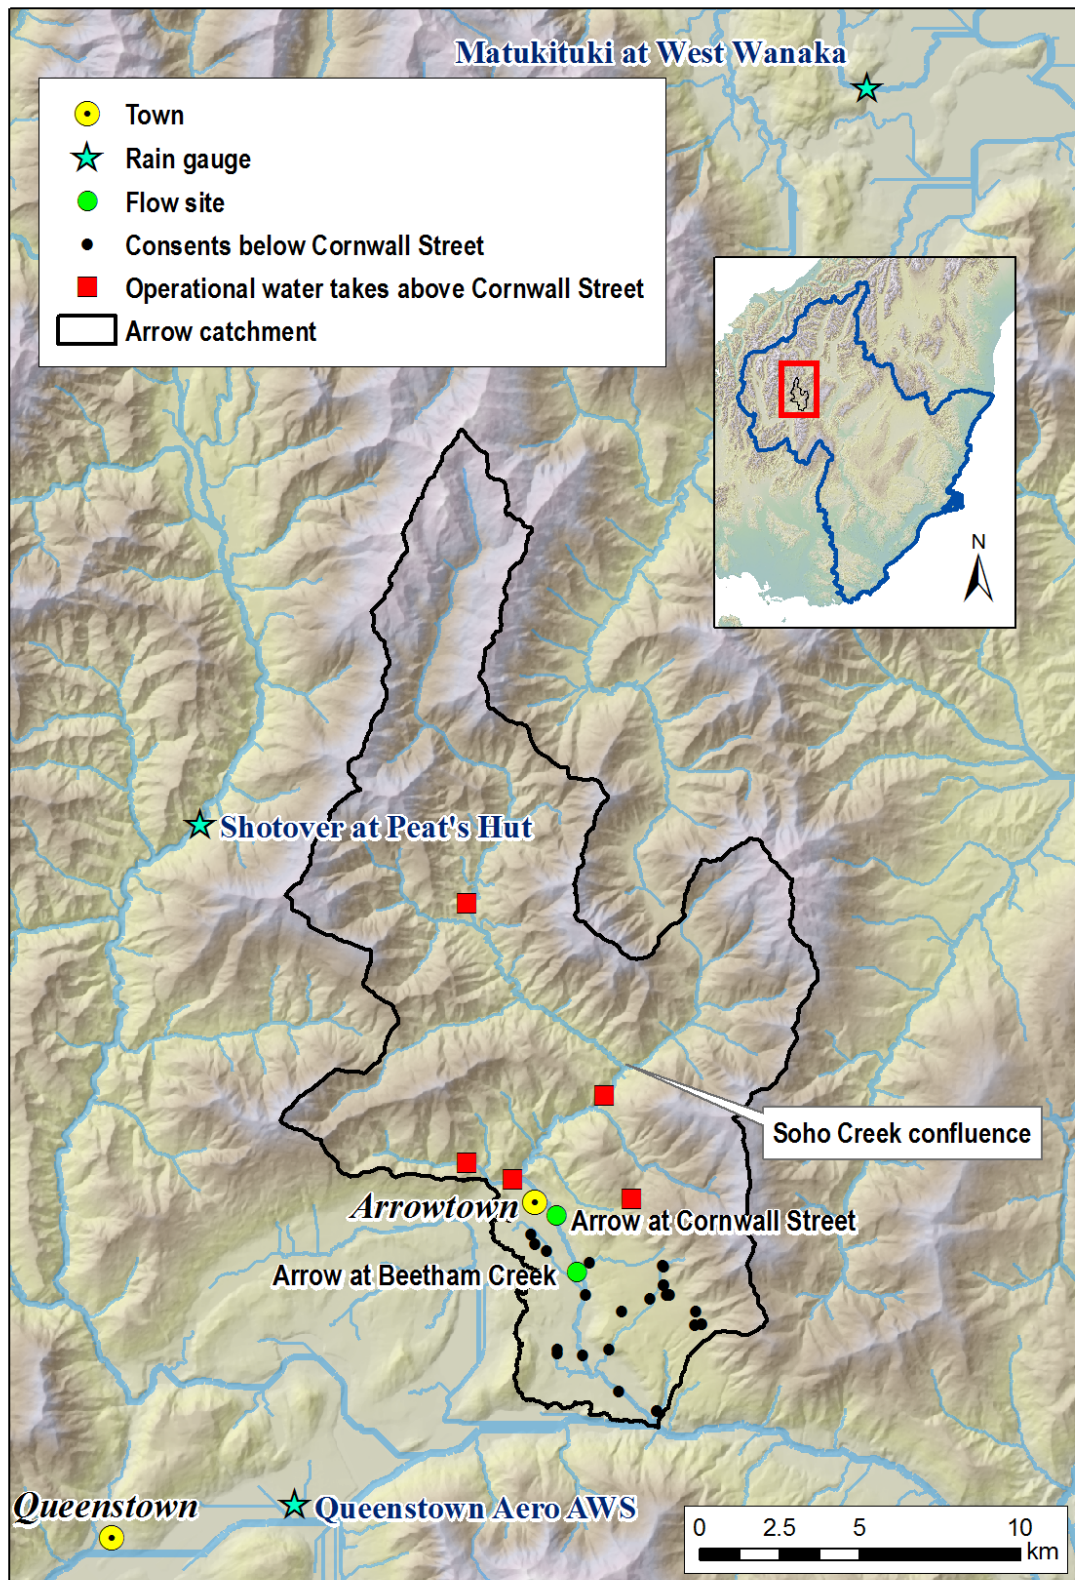 Matukituki at West Wanaka
Town
Rain gauge
Flow site
Consents below Cornwall Street
Operational water takes above Cornwall Street
Arrow catchment
N
Shotover at Peat's Hut
Soho Creek confluence
Arrowtown
Arrow at Cornwall Street
Arrow at Beetham Creek
Queenstown
Queenstown Aero AWS
0 2.5 5 10
km